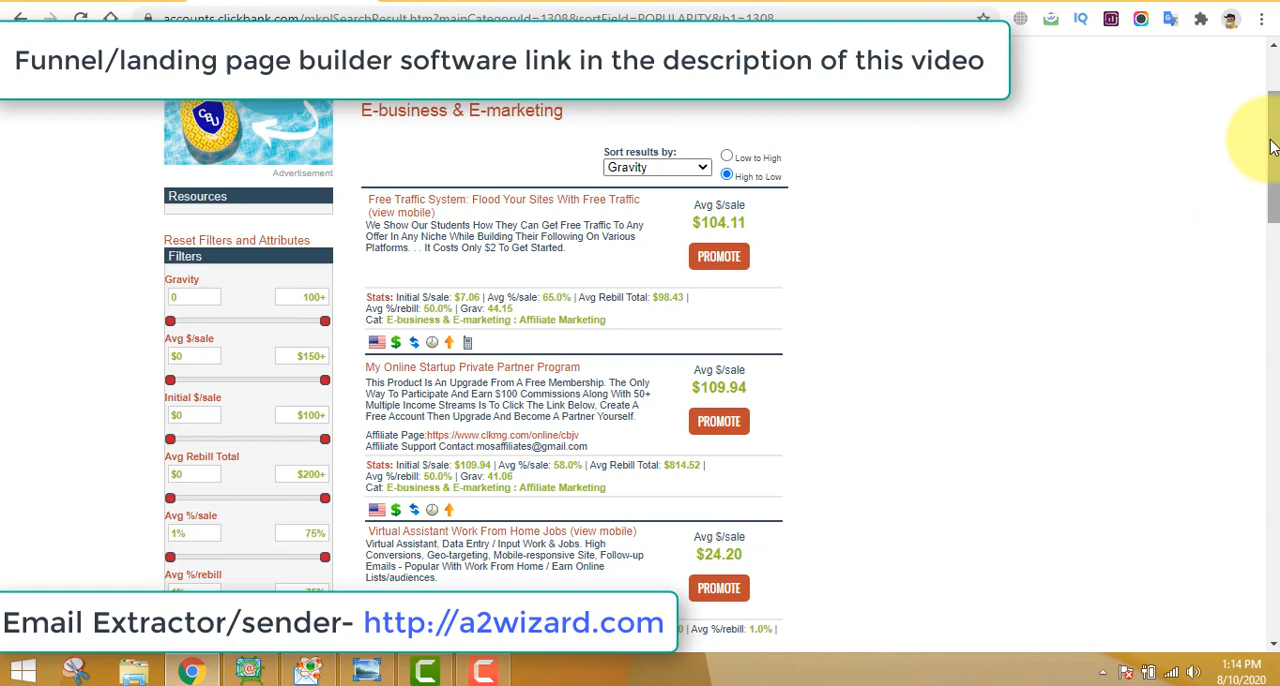 accounts.clickbank.com/mkplSearchResult.htm?mainCategoryId=1308&sortField=POPULARITY&b1=1308
Funnel/landing page builder software link in the description of this video
CBU
Advertisement
Resources
Reset Filters and Attributes
Filters
Gravity
0 100+
Avg $/sale
$0 $150+
Initial $/sale
$0 $100+
Avg Rebill Total
$0 $200+
Avg %/sale
1% 75%
Avg %/rebill
E-business & E-marketing
Sort results by:
Gravity
Low to High
High to Low
Free Traffic System: Flood Your Sites With Free Traffic
(view mobile)
We Show Our Students How They Can Get Free Traffic To Any
Offer In Any Niche While Building Their Following On Various
Platforms. . . It Costs Only $2 To Get Started.
Avg $/sale
$104.11
PROMOTE
Stats: Initial $/sale: $7.06 | Avg %/sale: 65.0% | Avg Rebill Total: $98.43 |
Avg %/rebill: 50.0% | Grav: 44.15
Cat: E-business & E-marketing : Affiliate Marketing
My Online Startup Private Partner Program
This Product Is An Upgrade From A Free Membership. The Only
Way To Participate And Earn $100 Commissions Along With 50+
Multiple Income Streams Is To Click The Link Below, Create A
Free Account Then Upgrade And Become A Partner Yourself.
Affiliate Page:https://www.clkmg.com/online/cbjv
Affiliate Support Contact:mosaffiliates@gmail.com
Avg $/sale
$109.94
PROMOTE
Stats: Initial $/sale: $109.94 | Avg %/sale: 58.0% | Avg Rebill Total: $814.52 |
Avg %/rebill: 50.0% | Grav: 41.06
Cat: E-business & E-marketing : Affiliate Marketing
Virtual Assistant Work From Home Jobs (view mobile)
Virtual Assistant, Data Entry / Input Work & Jobs. High
Conversions, Geo-targeting, Mobile-responsive Site, Follow-up
Emails - Popular With Work From Home / Earn Online
Lists/audiences.
Avg $/sale
$24.20
PROMOTE
| Avg %/rebill: 1.0% |
Email Extractor/sender- http://a2wizard.com
1:14 PM
8/10/2020